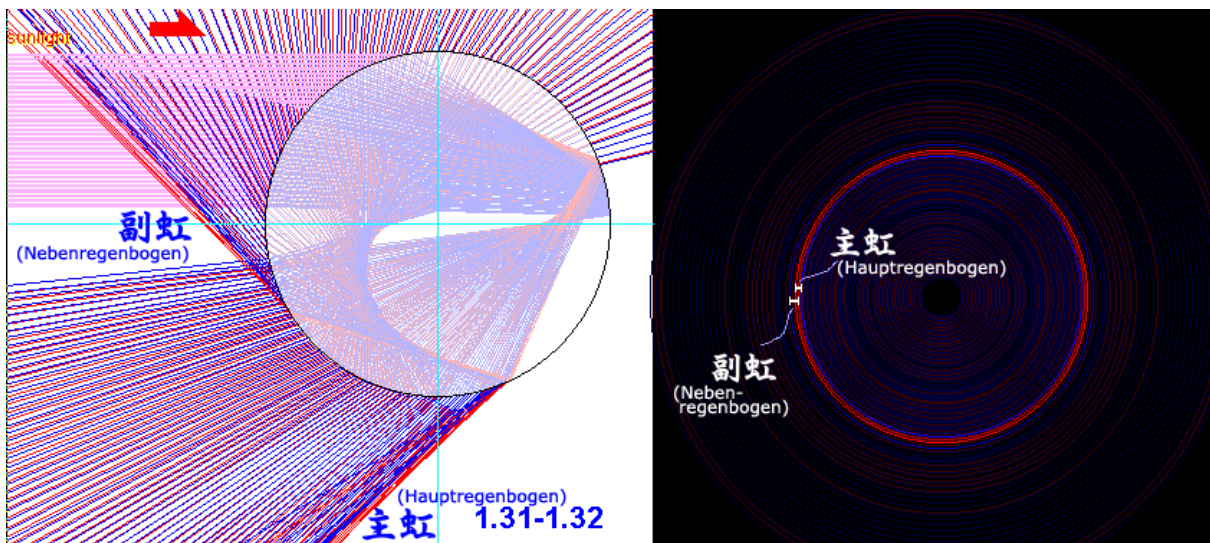 sunlight
副虹
(Nebenregenbogen)
(Hauptregenbogen)
主虹
1.31-1.32
主虹
(Hauptregenbogen)
副虹
(Neben-
regenbogen)